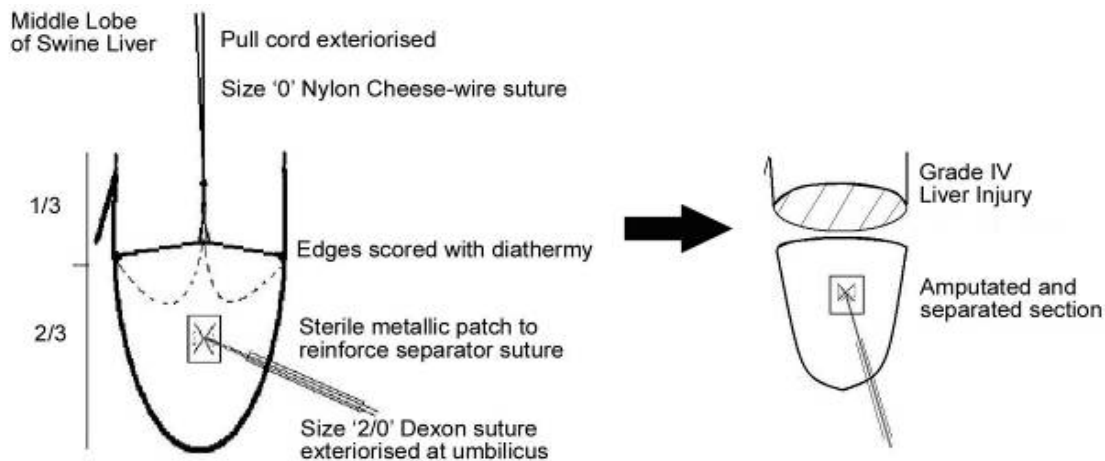 Middle Lobe
of Swine Liver
Pull cord exteriorised
Size ‘0’ Nylon Cheese-wire suture
1/3
2/3
Edges scored with diathermy
Sterile metallic patch to
reinforce separator suture
Size ‘2/0’ Dexon suture
exteriorised at umbilicus
Grade IV
Liver Injury
Amputated and
separated section